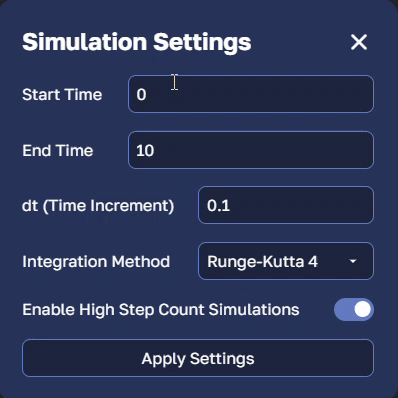 Simulation Settings
Start Time 0
End Time 10
dt (Time Increment) 0.1
Integration Method Runge-Kutta 4
Enable High Step Count Simulations
Apply Settings